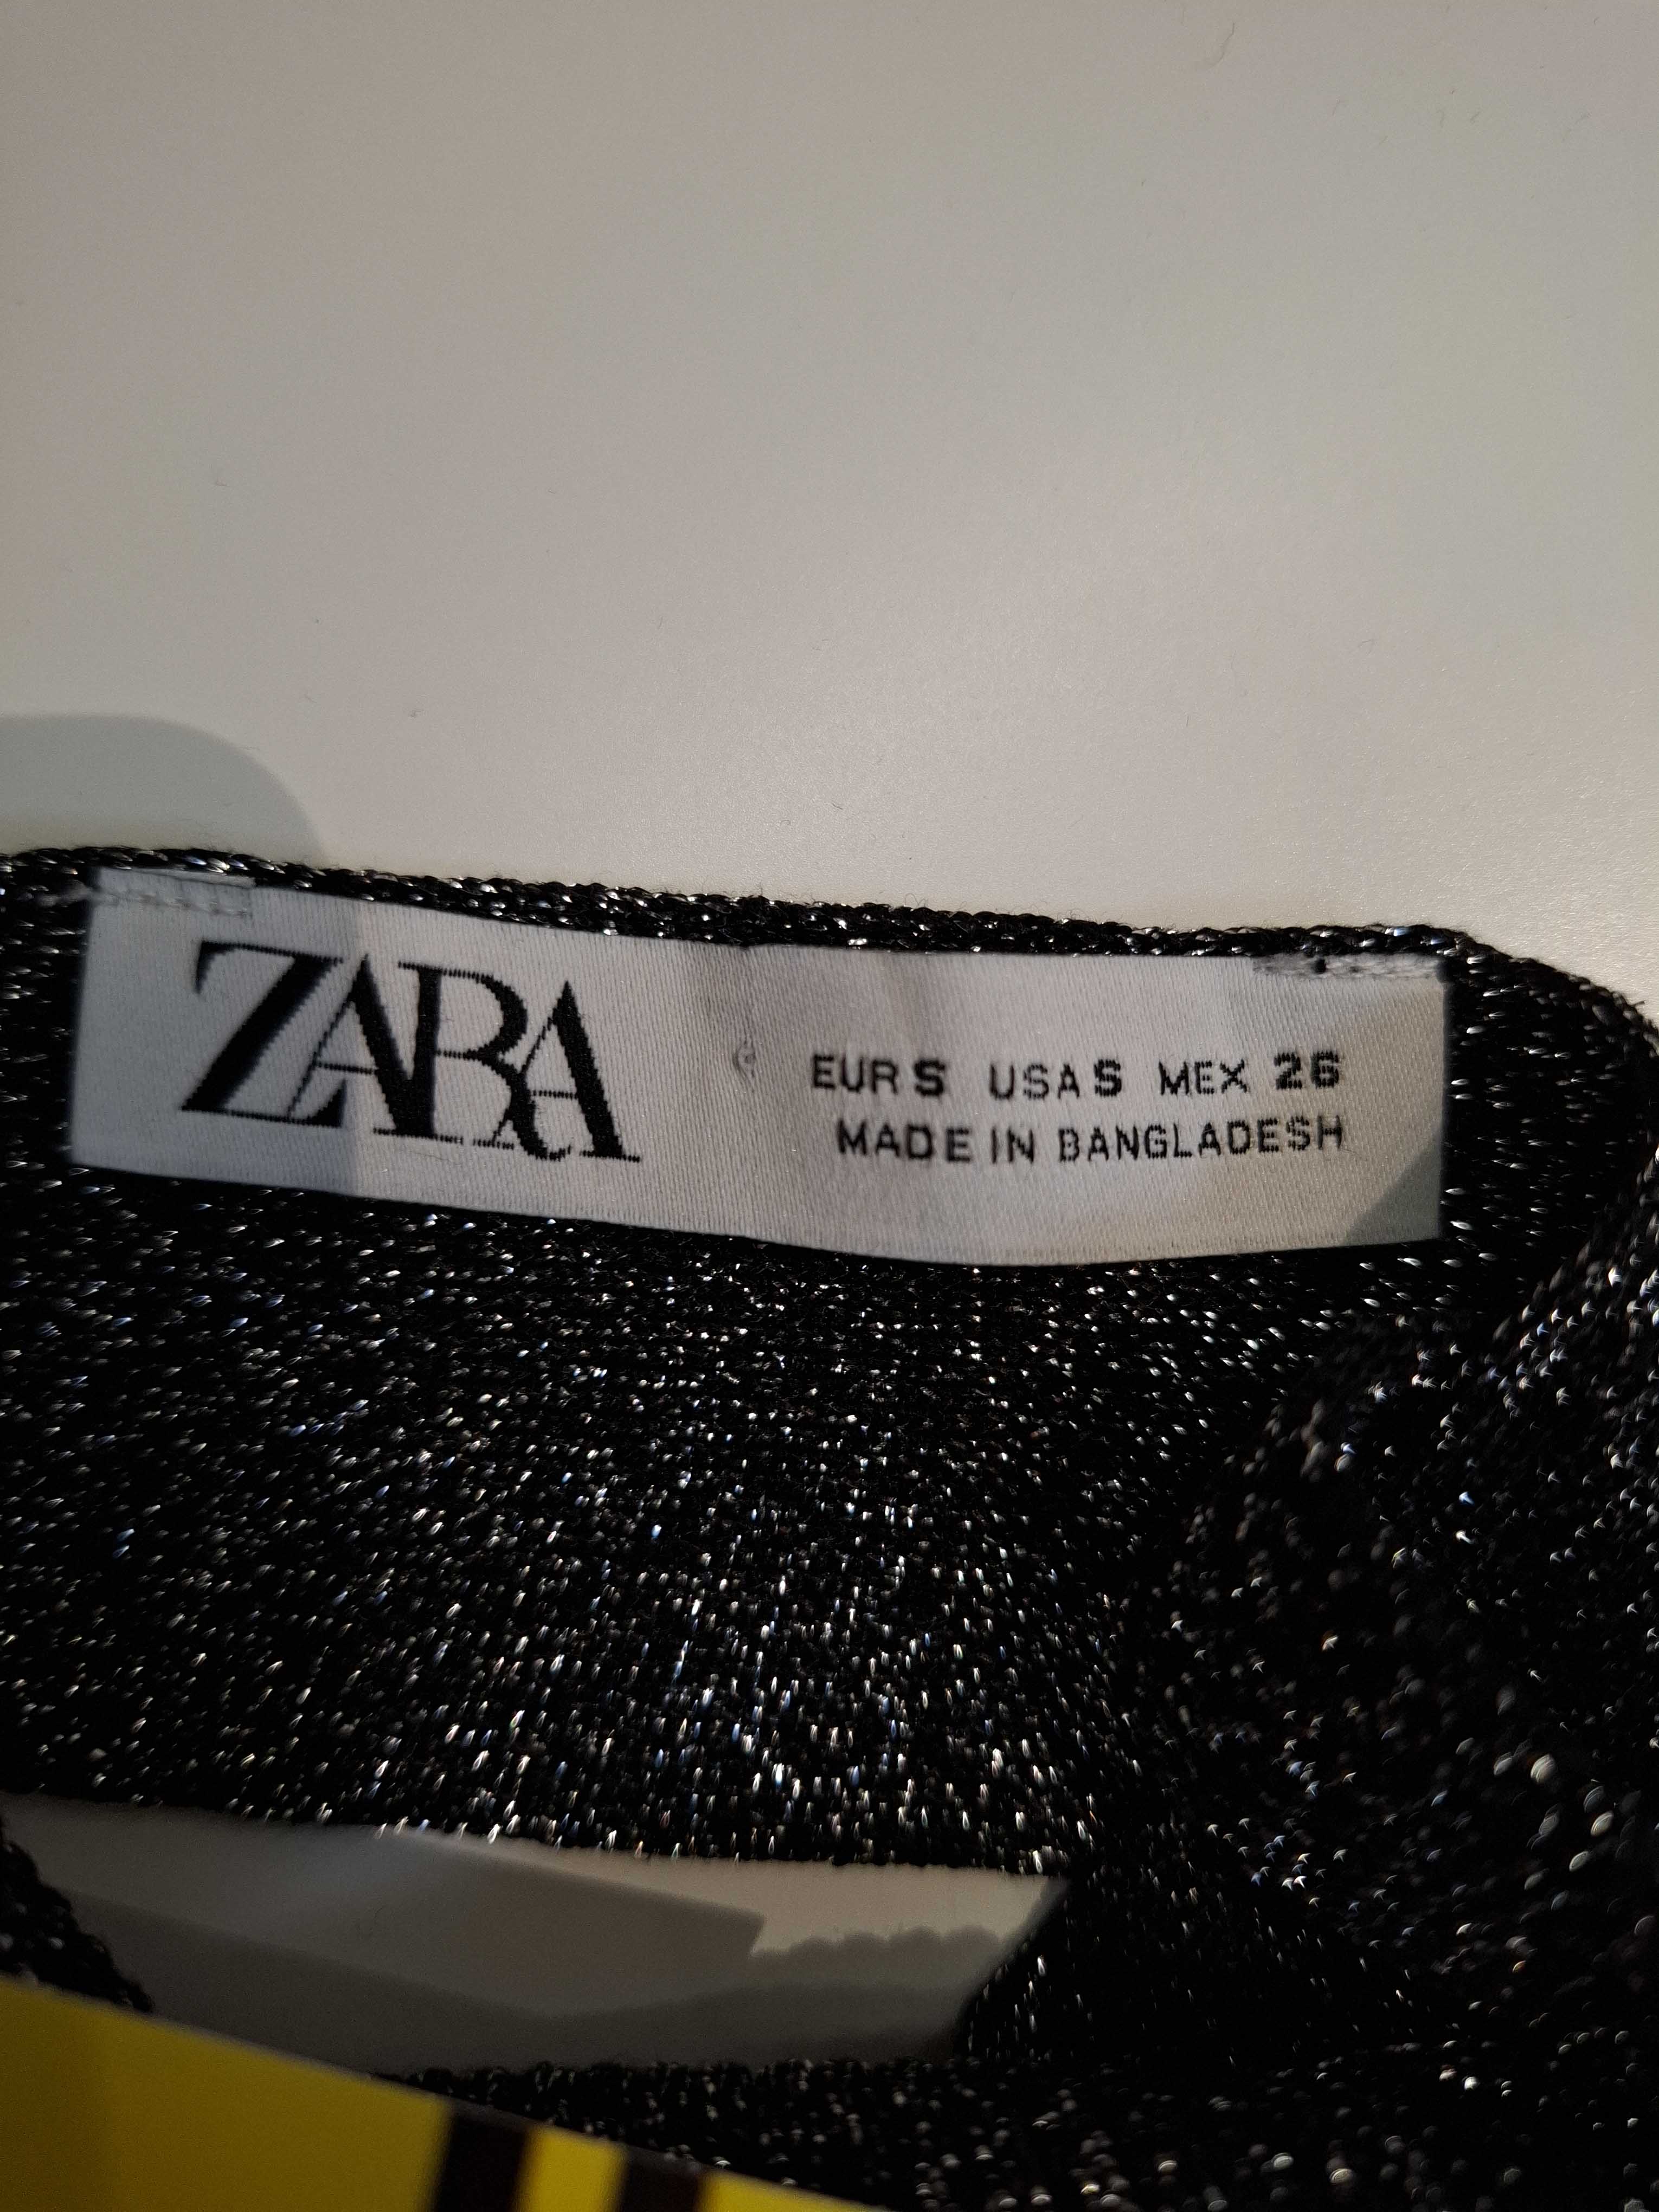 ZARA
EUR S USA S MEX 26
MADE IN BANGLADESH